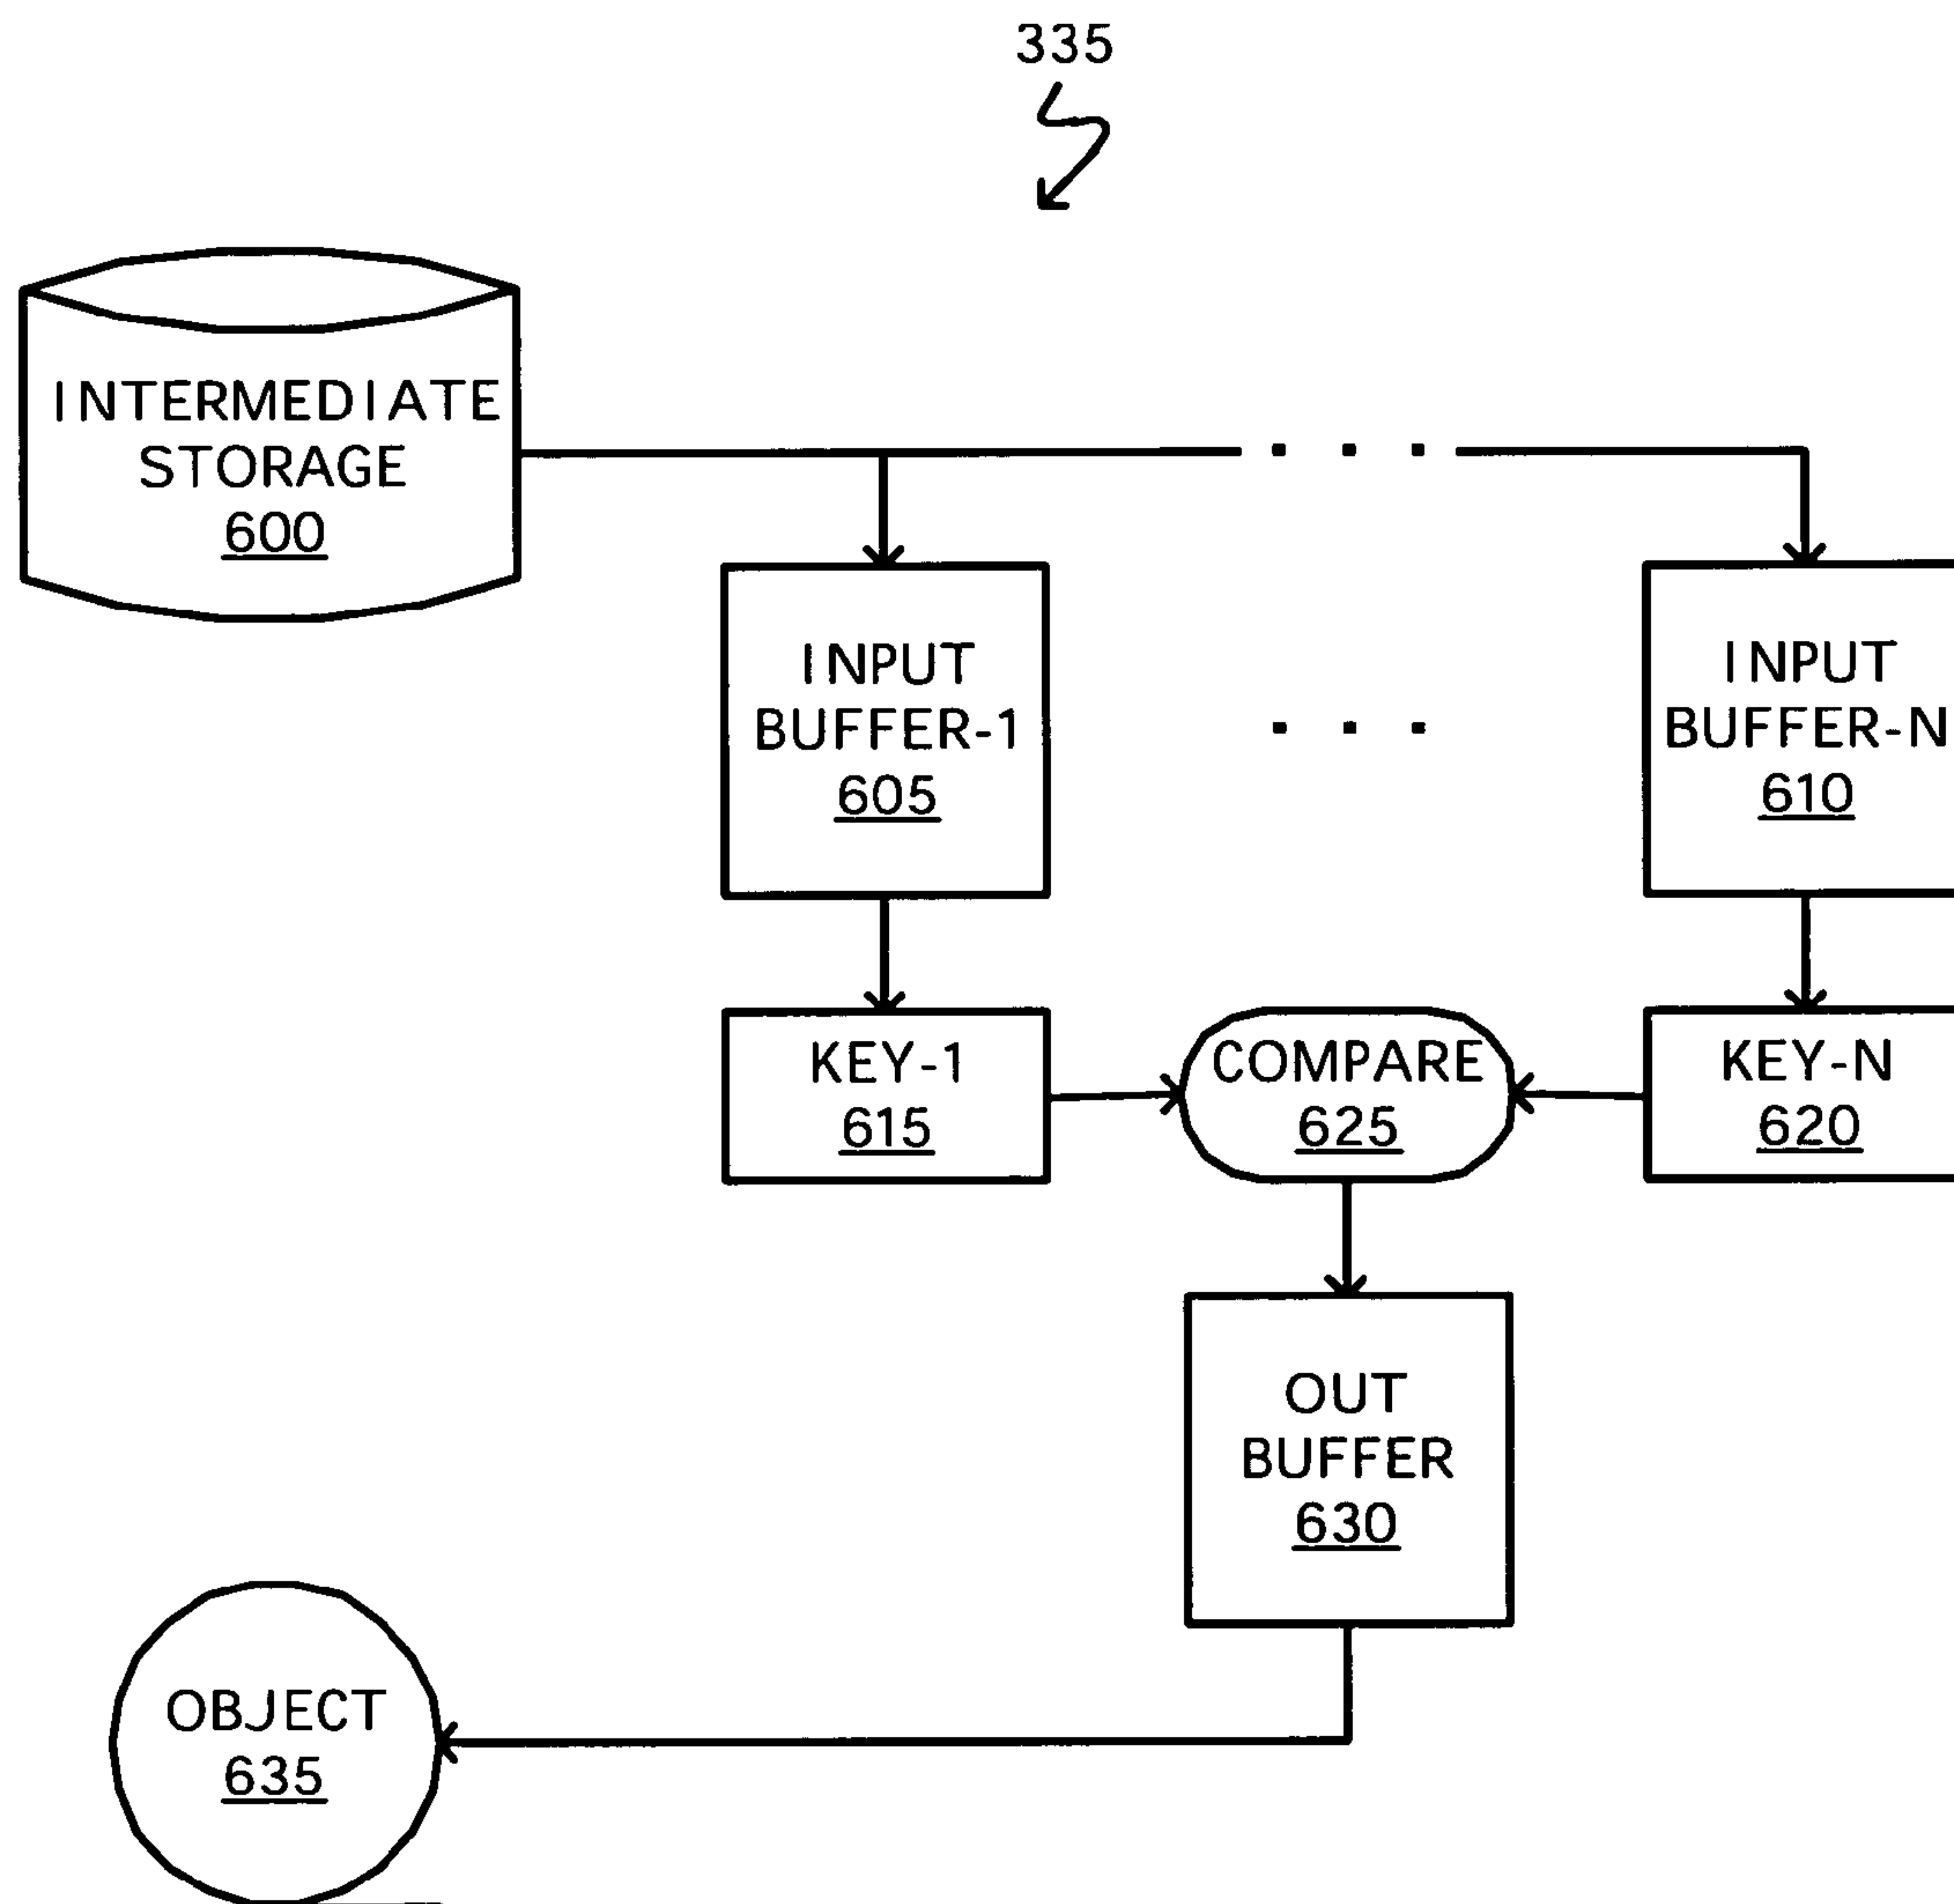 335
INTERMEDIATE
STORAGE
600
INPUT
BUFFER-1
605
. . .
INPUT
BUFFER-N
610
KEY-1
615
COMPARE
625
KEY-N
620
OUT
BUFFER
630
OBJECT
635